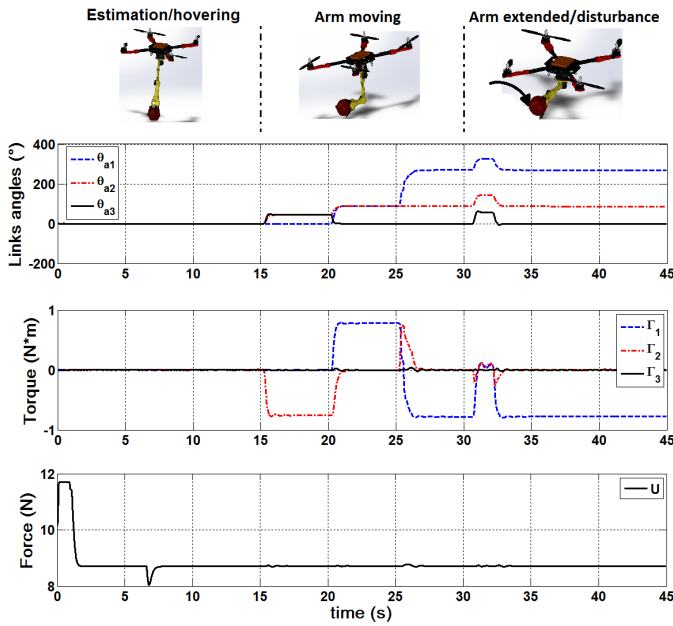 Estimation/hovering
Arm moving
Arm extended/disturbance
Links angles (°)
400
200
0
-200
θa1
θa2
θa3
0 5 10 15 20 25 30 35 40 45
Torque (N*m)
1
0
-1
Γ1
Γ2
Γ3
0 5 10 15 20 25 30 35 40 45
Force (N)
12
10
8
U
0 5 10 15 20 25 30 35 40 45
time (s)